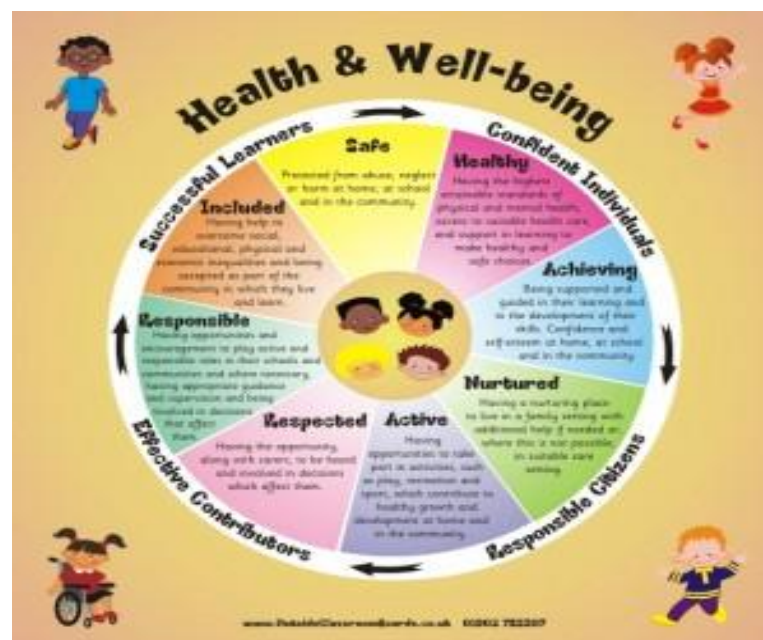 Health & Well-being
Successful Learners
Confident Individuals
Responsible Citizens
Effective Contributors
Safe
Protected from abuse, neglect
or harm at home, at school
and in the community.
Healthy
Having the highest
attainable standards of
physical and mental health,
access to suitable health care,
and support in learning to
make healthy and
safe choices.
Achieving
Being supported and
guided in their learning and
in the development of their
skills. Confidence and
self-esteem at home, at school
and in the community
Nurtured
Having a nurturing place
to live in a family setting with
additional help if needed or,
where this is not possible,
in suitable care
setting.
Active
Having
opportunities to take
part in activities, such
as play, recreation and
sport, which contribute to
healthy growth and
development at home and
in the community.
Respected
Having the opportunity,
along with carers, to be heard
and involved in decisions
which affect them.
Responsible
Having opportunities and
encouragement to play active and
responsible roles in their schools and
communities and where necessary,
having appropriate guidance
and supervision and being
involved in decisions
that affect
them.
Included
Having help to
overcome social,
educational, physical and
economic inequalities and being
accepted as part of the
community in which they live
and learn.